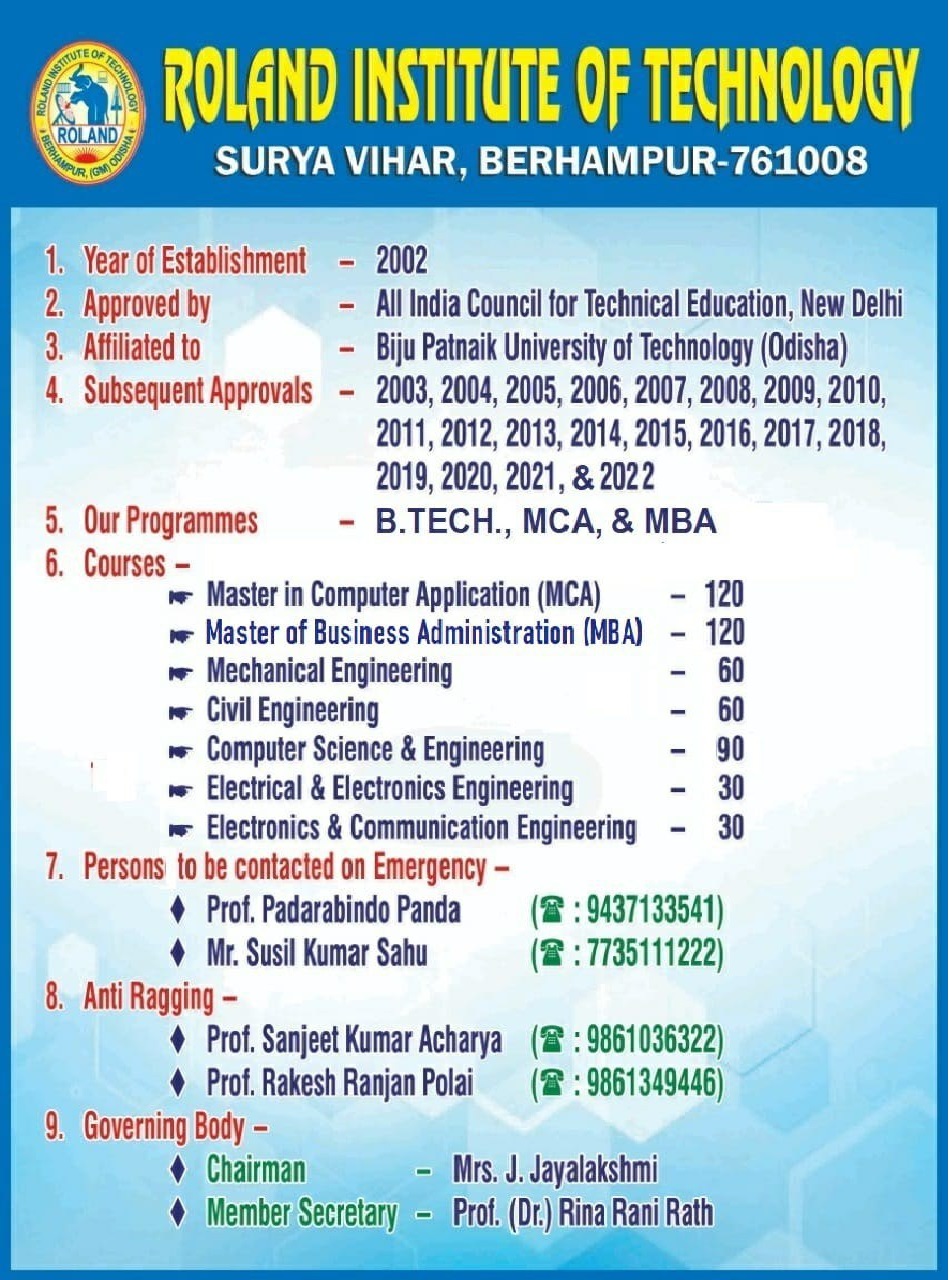 ROLAND INSTITUTE OF TECHNOLOGY
BERHAMPUR, (GM) ODISHA
ROLAND
ROLAND INSTITUTE OF TECHNOLOGY
SURYA VIHAR, BERHAMPUR-761008
1. Year of Establishment – 2002
2. Approved by – All India Council for Technical Education, New Delhi
3. Affiliated to – Biju Patnaik University of Technology (Odisha)
4. Subsequent Approvals – 2003, 2004, 2005, 2006, 2007, 2008, 2009, 2010,
2011, 2012, 2013, 2014, 2015, 2016, 2017, 2018,
2019, 2020, 2021, & 2022
5. Our Programmes – B.TECH., MCA, & MBA
6. Courses –
☛ Master in Computer Application (MCA) – 120
☛ Master of Business Administration (MBA) – 120
☛ Mechanical Engineering – 60
☛ Civil Engineering – 60
☛ Computer Science & Engineering – 90
☛ Electrical & Electronics Engineering – 30
☛ Electronics & Communication Engineering – 30
7. Persons to be contacted on Emergency –
♦ Prof. Padarabindo Panda (☎ : 9437133541)
♦ Mr. Susil Kumar Sahu (☎ : 7735111222)
8. Anti Ragging –
♦ Prof. Sanjeet Kumar Acharya (☎ : 9861036322)
♦ Prof. Rakesh Ranjan Polai (☎ : 9861349446)
9. Governing Body –
♦ Chairman – Mrs. J. Jayalakshmi
♦ Member Secretary – Prof. (Dr.) Rina Rani Rath